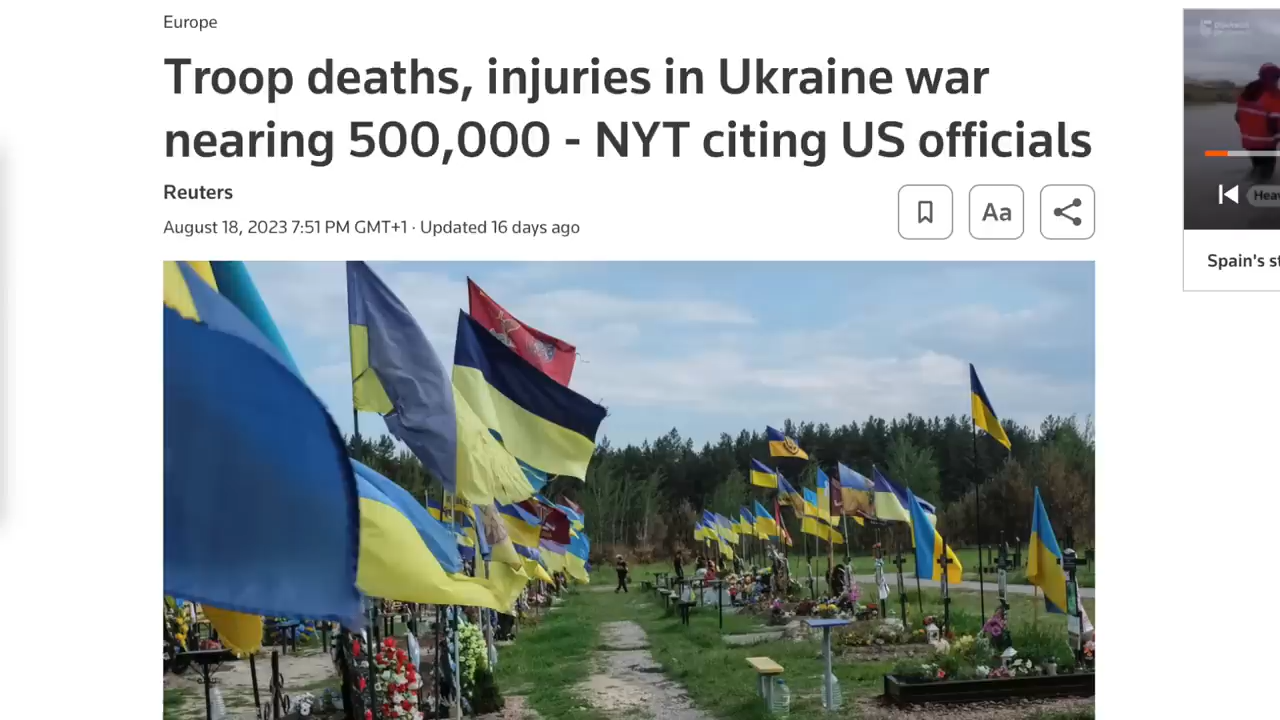 Europe
Troop deaths, injuries in Ukraine war
nearing 500,000 - NYT citing US officials
Reuters
August 18, 2023 7:51 PM GMT+1 · Updated 16 days ago
Aa
Spain's